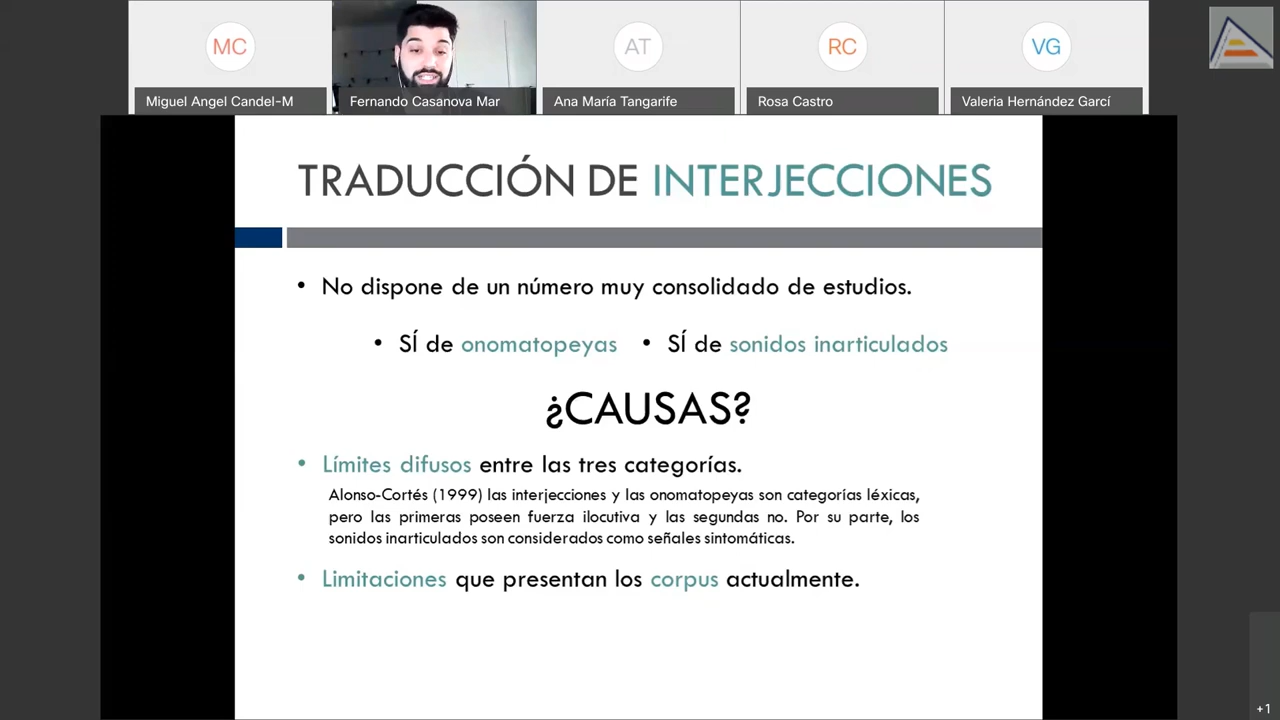 MC
AT
RC
VG
Miguel Angel Candel-M
Fernando Casanova Mar
Ana María Tangarife
Rosa Castro
Valeria Hernández Garcí
TRADUCCIÓN DE INTERJECCIONES
• No dispone de un número muy consolidado de estudios.
• SÍ de onomatopeyas • SÍ de sonidos inarticulados
¿CAUSAS?
• Límites difusos entre las tres categorías.
Alonso-Cortés (1999) las interjecciones y las onomatopeyas son categorías léxicas,
pero las primeras poseen fuerza ilocutiva y las segundas no. Por su parte, los
sonidos inarticulados son considerados como señales sintomáticas.
• Limitaciones que presentan los corpus actualmente.
+1